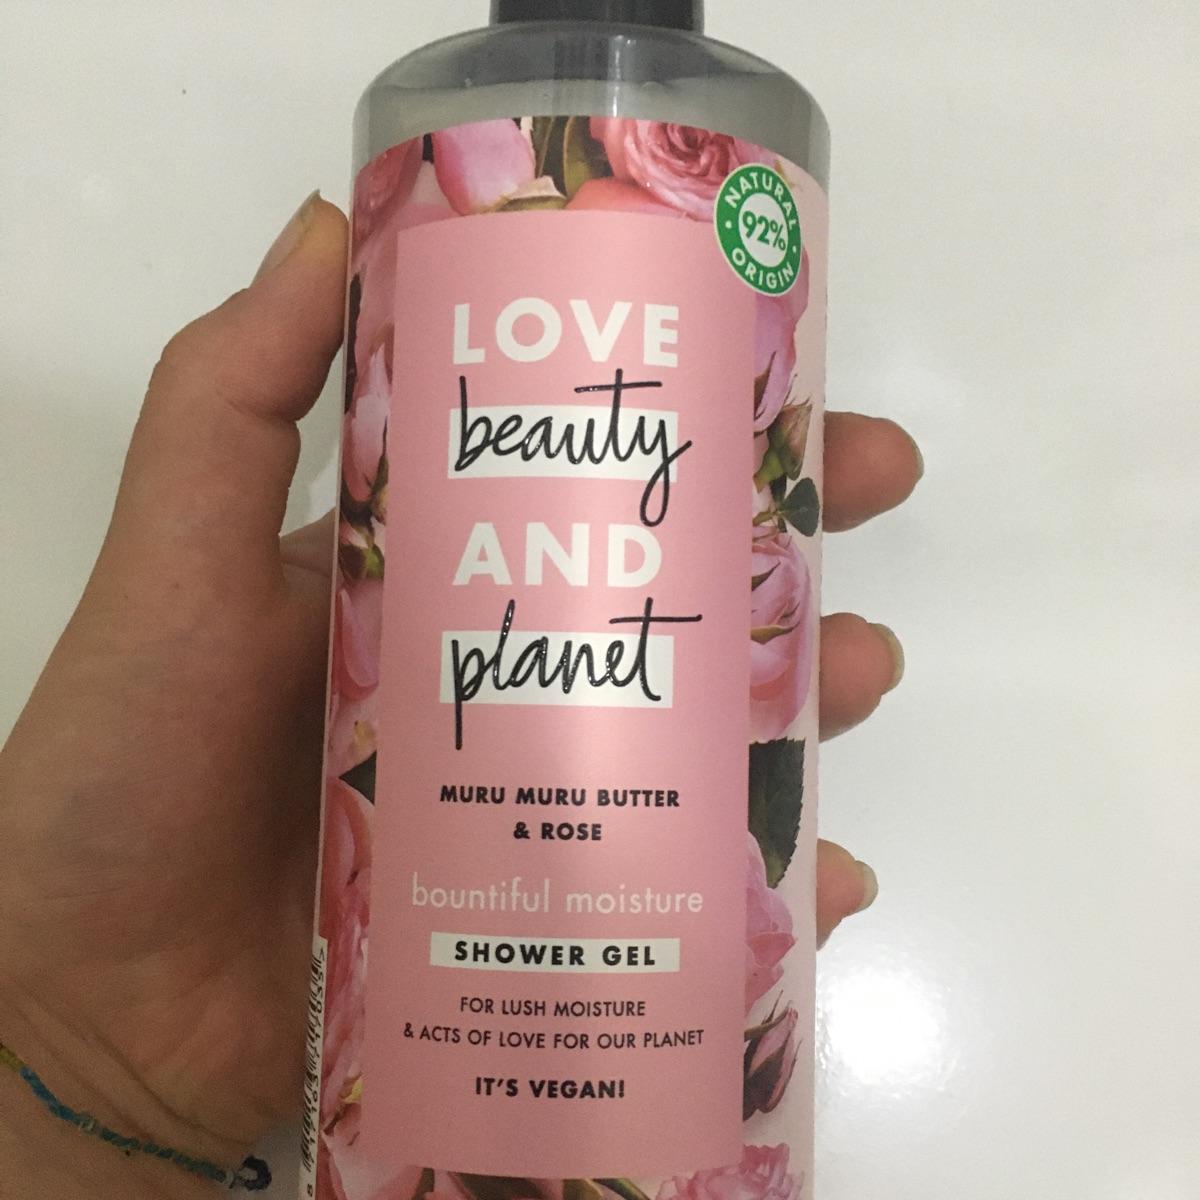 NATURAL
92%
ORIGIN
LOVE
beauty
AND
planet
MURU MURU BUTTER
& ROSE
bountiful moisture
SHOWER GEL
FOR LUSH MOISTURE
& ACTS OF LOVE FOR OUR PLANET
IT'S VEGAN!